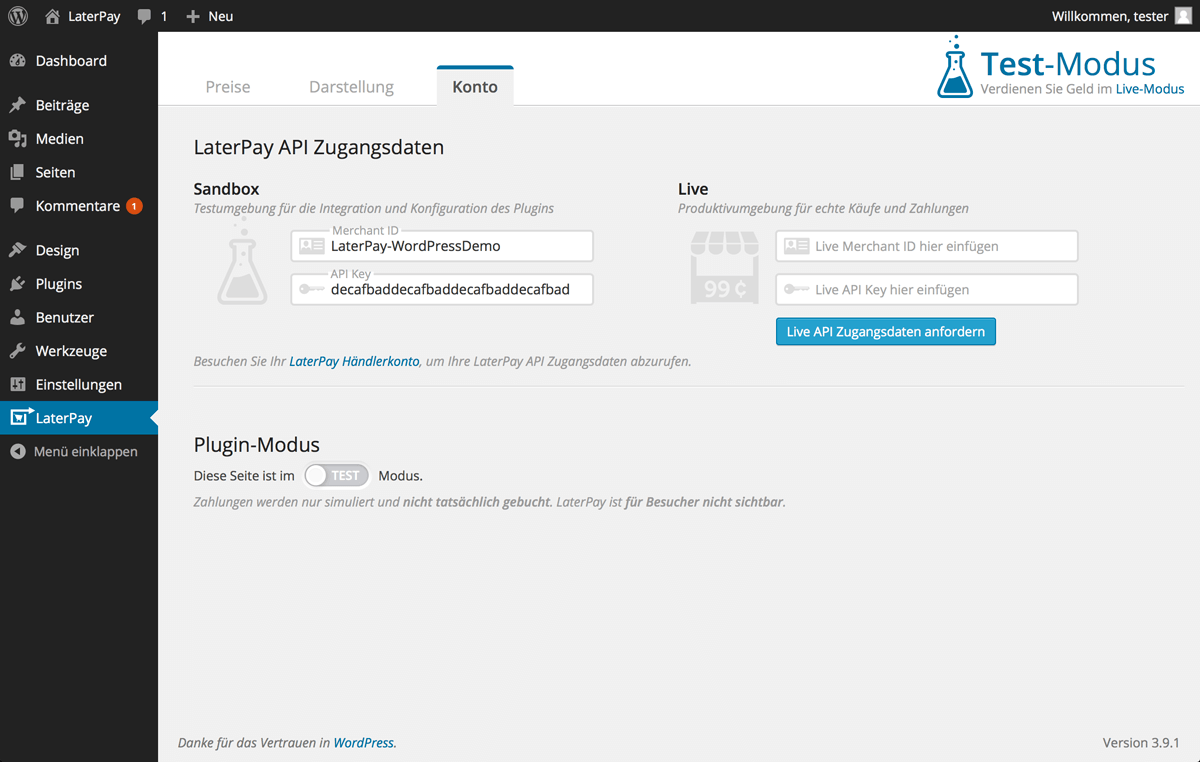 LaterPay 1 Neu Willkommen, tester
Dashboard
Beiträge
Medien
Seiten
Kommentare 1
Design
Plugins
Benutzer
Werkzeuge
Einstellungen
LaterPay
Menü einklappen
Preise Darstellung Konto
Test-Modus
Verdienen Sie Geld im Live-Modus
LaterPay API Zugangsdaten
Sandbox
Testumgebung für die Integration und Konfiguration des Plugins
Merchant ID
LaterPay-WordPressDemo
API Key
decafbaddecafbaddecafbaddecafbad
Live
Produktivumgebung für echte Käufe und Zahlungen
99 ¢
Live Merchant ID hier einfügen
Live API Key hier einfügen
Live API Zugangsdaten anfordern
Besuchen Sie Ihr LaterPay Händlerkonto, um Ihre LaterPay API Zugangsdaten abzurufen.
Plugin-Modus
Diese Seite ist im TEST Modus.
Zahlungen werden nur simuliert und nicht tatsächlich gebucht. LaterPay ist für Besucher nicht sichtbar.
Danke für das Vertrauen in WordPress.
Version 3.9.1